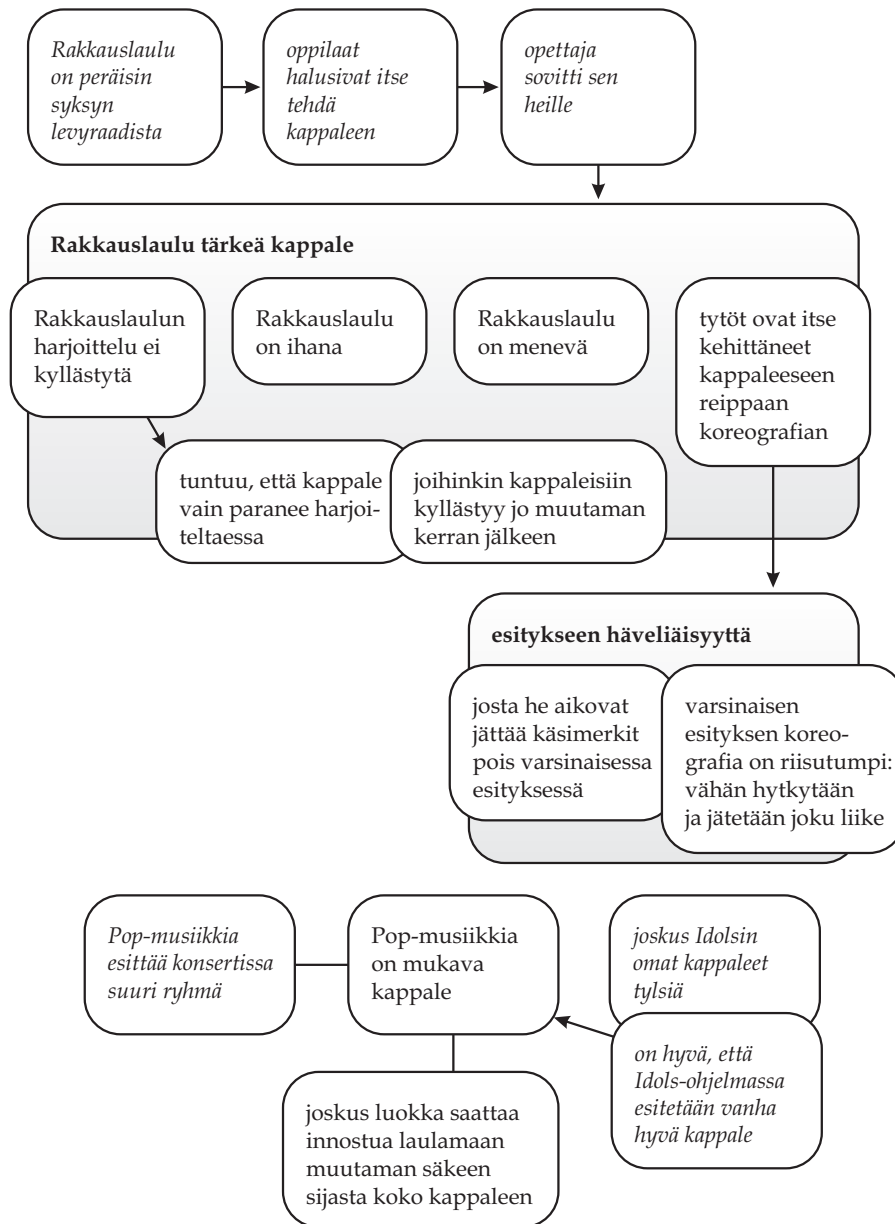 Rakkauslaulu
on peräisin
syksyn
levyraadista
oppilaat
halusivat itse
tehdä
kappaleen
opettaja
sovitti sen
heille
Rakkauslaulu tärkeä kappale
Rakkauslaulun
harjoittelu ei
kyllästytä
Rakkauslaulu
on ihana
Rakkauslaulu
on menevä
tytöt ovat itse
kehittäneet
kappaleeseen
reippaan
koreografian
tuntuu, että kappale
vain paranee harjoi-
teltaessa
joihinkin kappaleisiin
kyllästyy jo muutaman
kerran jälkeen
esitykseen häveliäisyyttä
josta he aikovat
jättää käsimerkit
pois varsinaisessa
esityksessä
varsinaisen
esityksen koreo-
grafia on riisutumpi:
vähän hytkytään
ja jätetään joku liike
Pop-musiikkia
esittää konsertissa
suuri ryhmä
Pop-musiikkia
on mukava
kappale
joskus Idolsin
omat kappaleet
tylsiä
on hyvä, että
Idols-ohjelmassa
esitetään vanha
hyvä kappale
joskus luokka saattaa
innostua laulamaan
muutaman säkeen
sijasta koko kappaleen